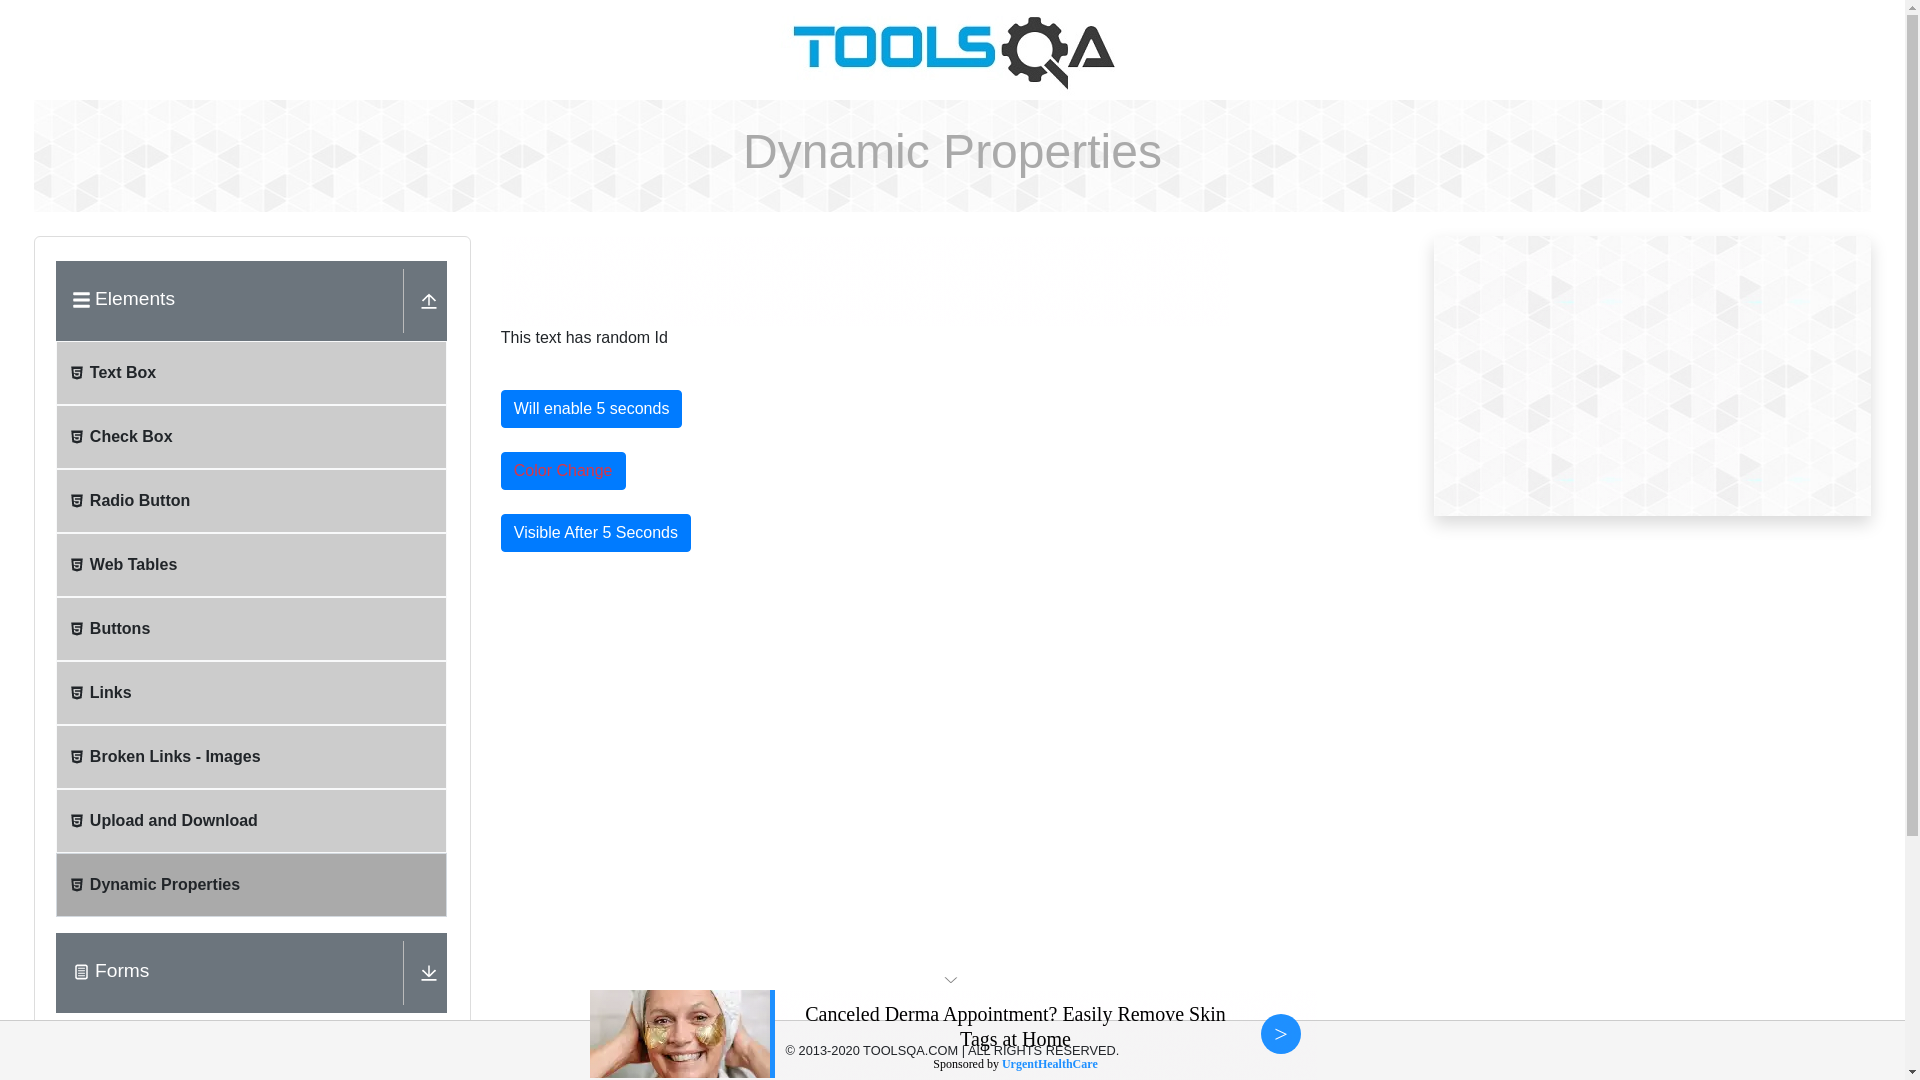 TOOLSQA
Dynamic Properties
Elements
Text Box
Check Box
Radio Button
Web Tables
Buttons
Links
Broken Links - Images
Upload and Download
Dynamic Properties
Forms
This text has random Id
Will enable 5 seconds
Color Change
Visible After 5 Seconds
Canceled Derma Appointment? Easily Remove Skin
Tags at Home
© 2013-2020 TOOLSQA.COM | ALL RIGHTS RESERVED.
Sponsored by UrgentHealthCare
>